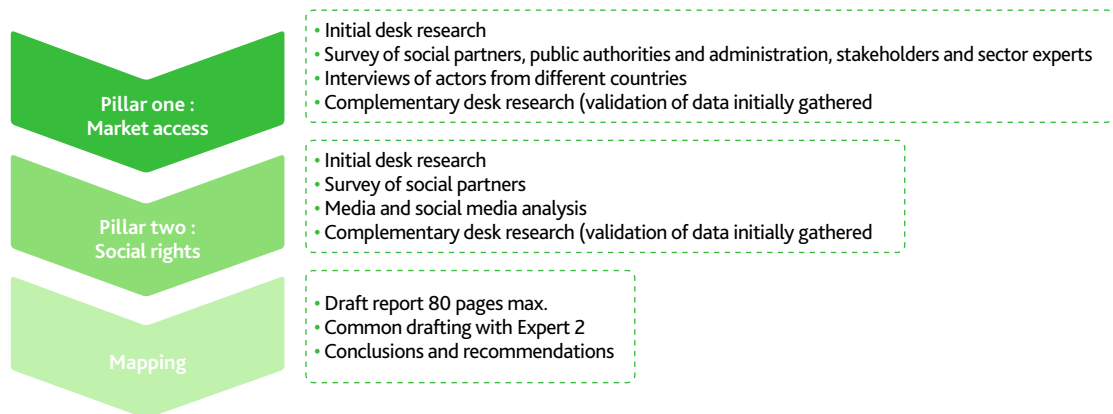 Pillar one :
Market access
• Initial desk research
• Survey of social partners, public authorities and administration, stakeholders and sector experts
• Interviews of actors from different countries
• Complementary desk research (validation of data initially gathered
Pillar two :
Social rights
• Initial desk research
• Survey of social partners
• Media and social media analysis
• Complementary desk research (validation of data initially gathered
Mapping
• Draft report 80 pages max.
• Common drafting with Expert 2
• Conclusions and recommendations